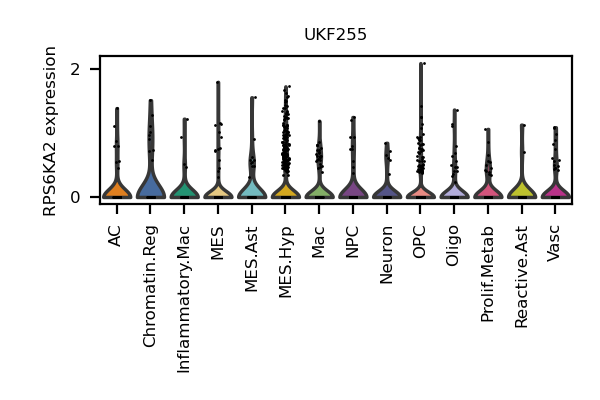 UKF255
RPS6KA2 expression
2
0
AC
Chromatin.Reg
Inflammatory.Mac
MES
MES.Ast
MES.Hyp
Mac
NPC
Neuron
OPC
Oligo
Prolif.Metab
Reactive.Ast
Vasc